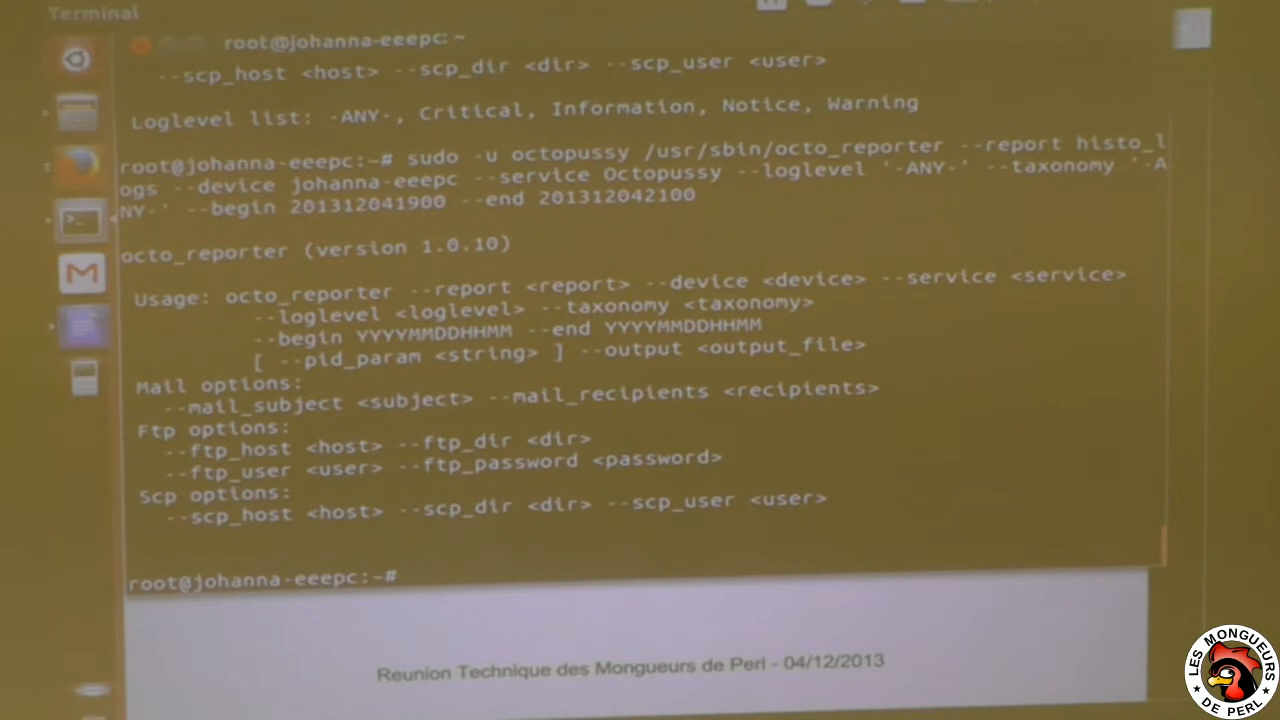 Terminal
root@johanna-eeepc: ~
--scp_host <host> --scp_dir <dir> --scp_user <user>
Loglevel list: -ANY-, Critical, Information, Notice, Warning
root@johanna-eeepc:~# sudo -u octopussy /usr/sbin/octo_reporter --report histo_l
ogs --device johanna-eeepc --service Octopussy --loglevel '-ANY-' --taxonomy '-A
NY-' --begin 201312041900 --end 201312042100
octo_reporter (version 1.0.10)
Usage: octo_reporter --report <report> --device <device> --service <service>
--loglevel <loglevel> --taxonomy <taxonomy>
--begin YYYYMMDDHHMM --end YYYYMMDDHHMM
[ --pid_param <string> ] --output <output_file>
Mail options:
--mail_subject <subject> --mail_recipients <recipients>
Ftp options:
--ftp_host <host> --ftp_dir <dir>
--ftp_user <user> --ftp_password <password>
Scp options:
--scp_host <host> --scp_dir <dir> --scp_user <user>
root@johanna-eeepc:~#
Reunion Technique des Mongueurs de Perl - 04/12/2013
LES MONGUEURS
DE PERL